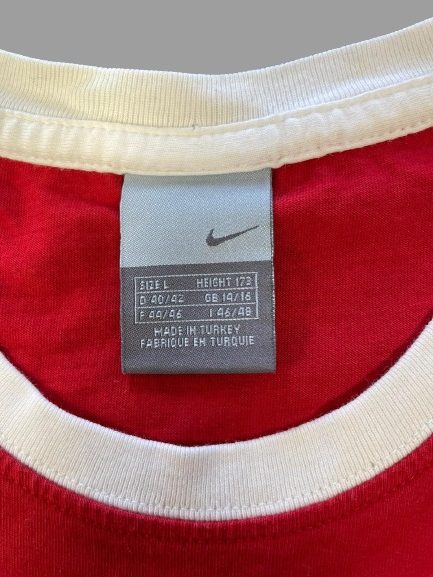 SIZE L HEIGHT 173
D 40/42 GB 14/16
F 44/46 I 46/48
MADE IN TURKEY
FABRIQUE EN TURQUIE